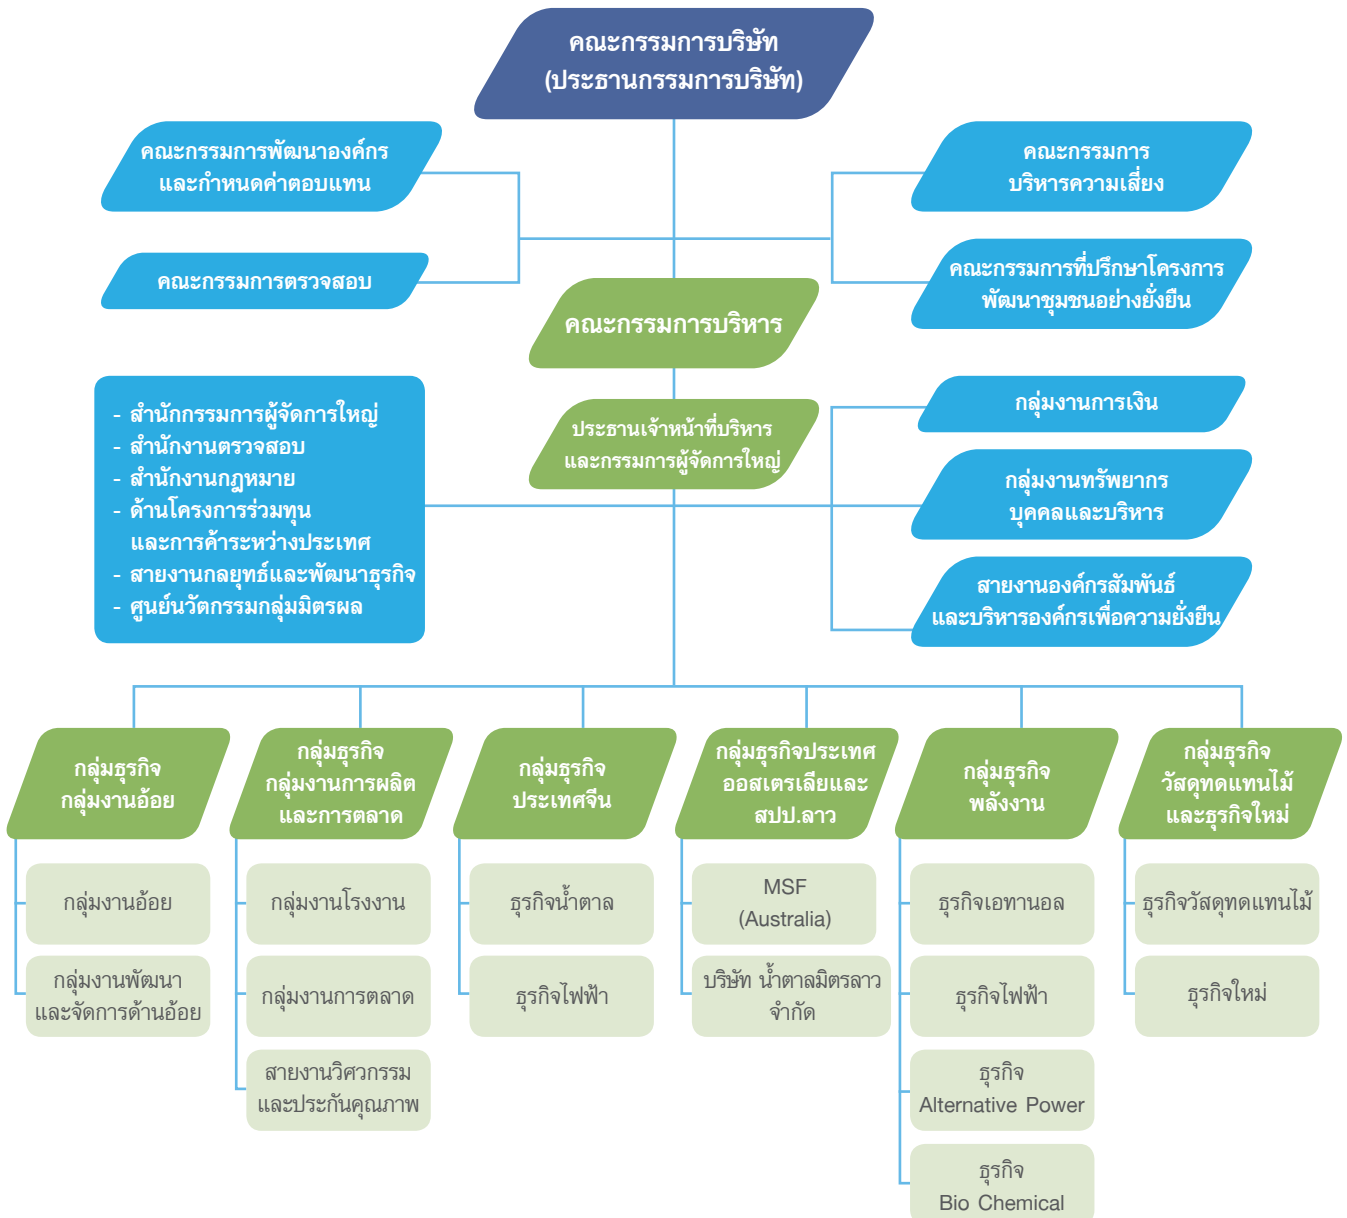 คณะกรรมการบริษัท
(ประธานกรรมการบริษัท)
คณะกรรมการพัฒนาองค์กร
และกำหนดค่าตอบแทน
คณะกรรมการ
บริหารความเสี่ยง
คณะกรรมการตรวจสอบ
คณะกรรมการที่ปรึกษาโครงการ
พัฒนาชุมชนอย่างยั่งยืน
คณะกรรมการบริหาร
ประธานเจ้าหน้าที่บริหาร
และกรรมการผู้จัดการใหญ่
- สำนักกรรมการผู้จัดการใหญ่
- สำนักงานตรวจสอบ
- สำนักงานกฎหมาย
- ด้านโครงการร่วมทุน
และการค้าระหว่างประเทศ
- สายงานกลยุทธ์และพัฒนาธุรกิจ
- ศูนย์นวัตกรรมกลุ่มมิตรผล
กลุ่มงานการเงิน
กลุ่มงานทรัพยากร
บุคคลและบริหาร
สายงานองค์กรสัมพันธ์
และบริหารองค์กรเพื่อความยั่งยืน
กลุ่มธุรกิจ
กลุ่มงานอ้อย
กลุ่มงานอ้อย
กลุ่มงานพัฒนา
และจัดการด้านอ้อย
กลุ่มธุรกิจ
กลุ่มงานการผลิต
และการตลาด
กลุ่มงานโรงงาน
กลุ่มงานการตลาด
สายงานวิศวกรรม
และประกันคุณภาพ
กลุ่มธุรกิจ
ประเทศจีน
ธุรกิจน้ำตาล
ธุรกิจไฟฟ้า
กลุ่มธุรกิจประเทศ
ออสเตรเลียและ
สปป.ลาว
MSF
(Australia)
บริษัท น้ำตาลมิตรลาว
จำกัด
กลุ่มธุรกิจ
พลังงาน
ธุรกิจเอทานอล
ธุรกิจไฟฟ้า
ธุรกิจ
Alternative Power
ธุรกิจ
Bio Chemical
กลุ่มธุรกิจ
วัสดุทดแทนไม้
และธุรกิจใหม่
ธุรกิจวัสดุทดแทนไม้
ธุรกิจใหม่